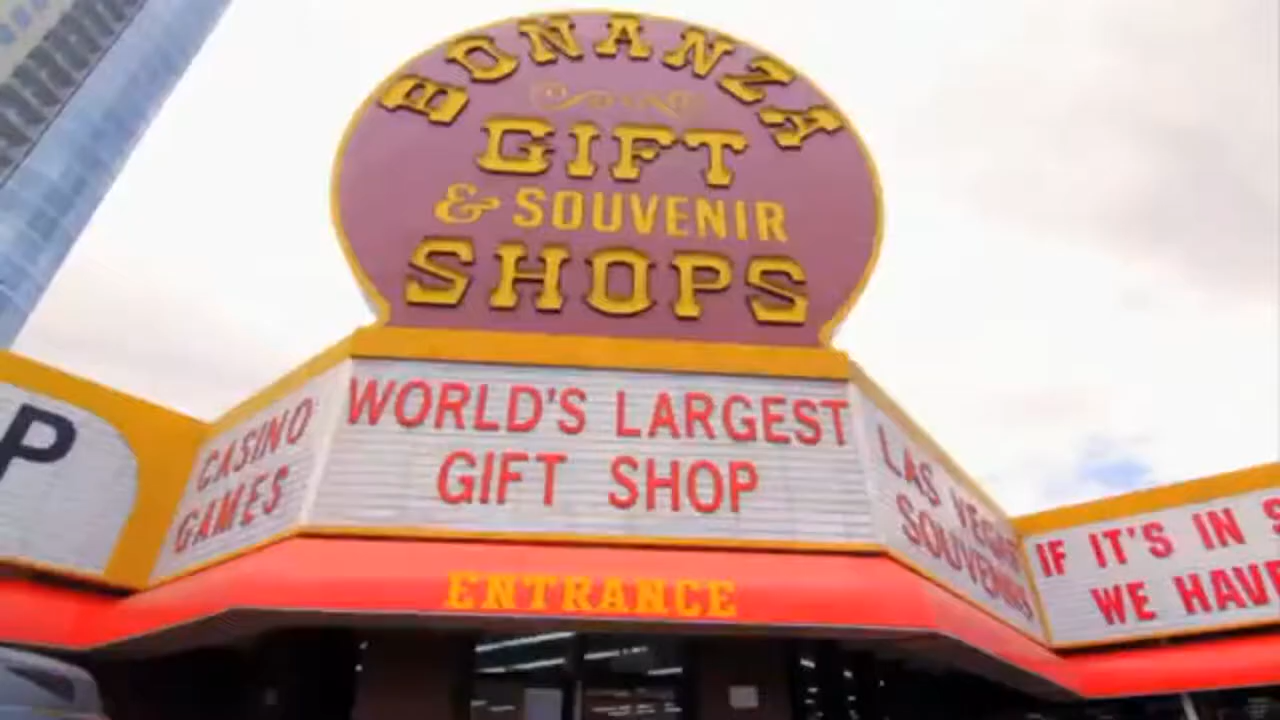 BONANZA
GIFT
& SOUVENIR
SHOPS
P
CASINO
GAMES
WORLD'S LARGEST
GIFT SHOP
LAS VEGAS
SOUVENIRS
IF IT'S IN S
WE HAVE
ENTRANCE